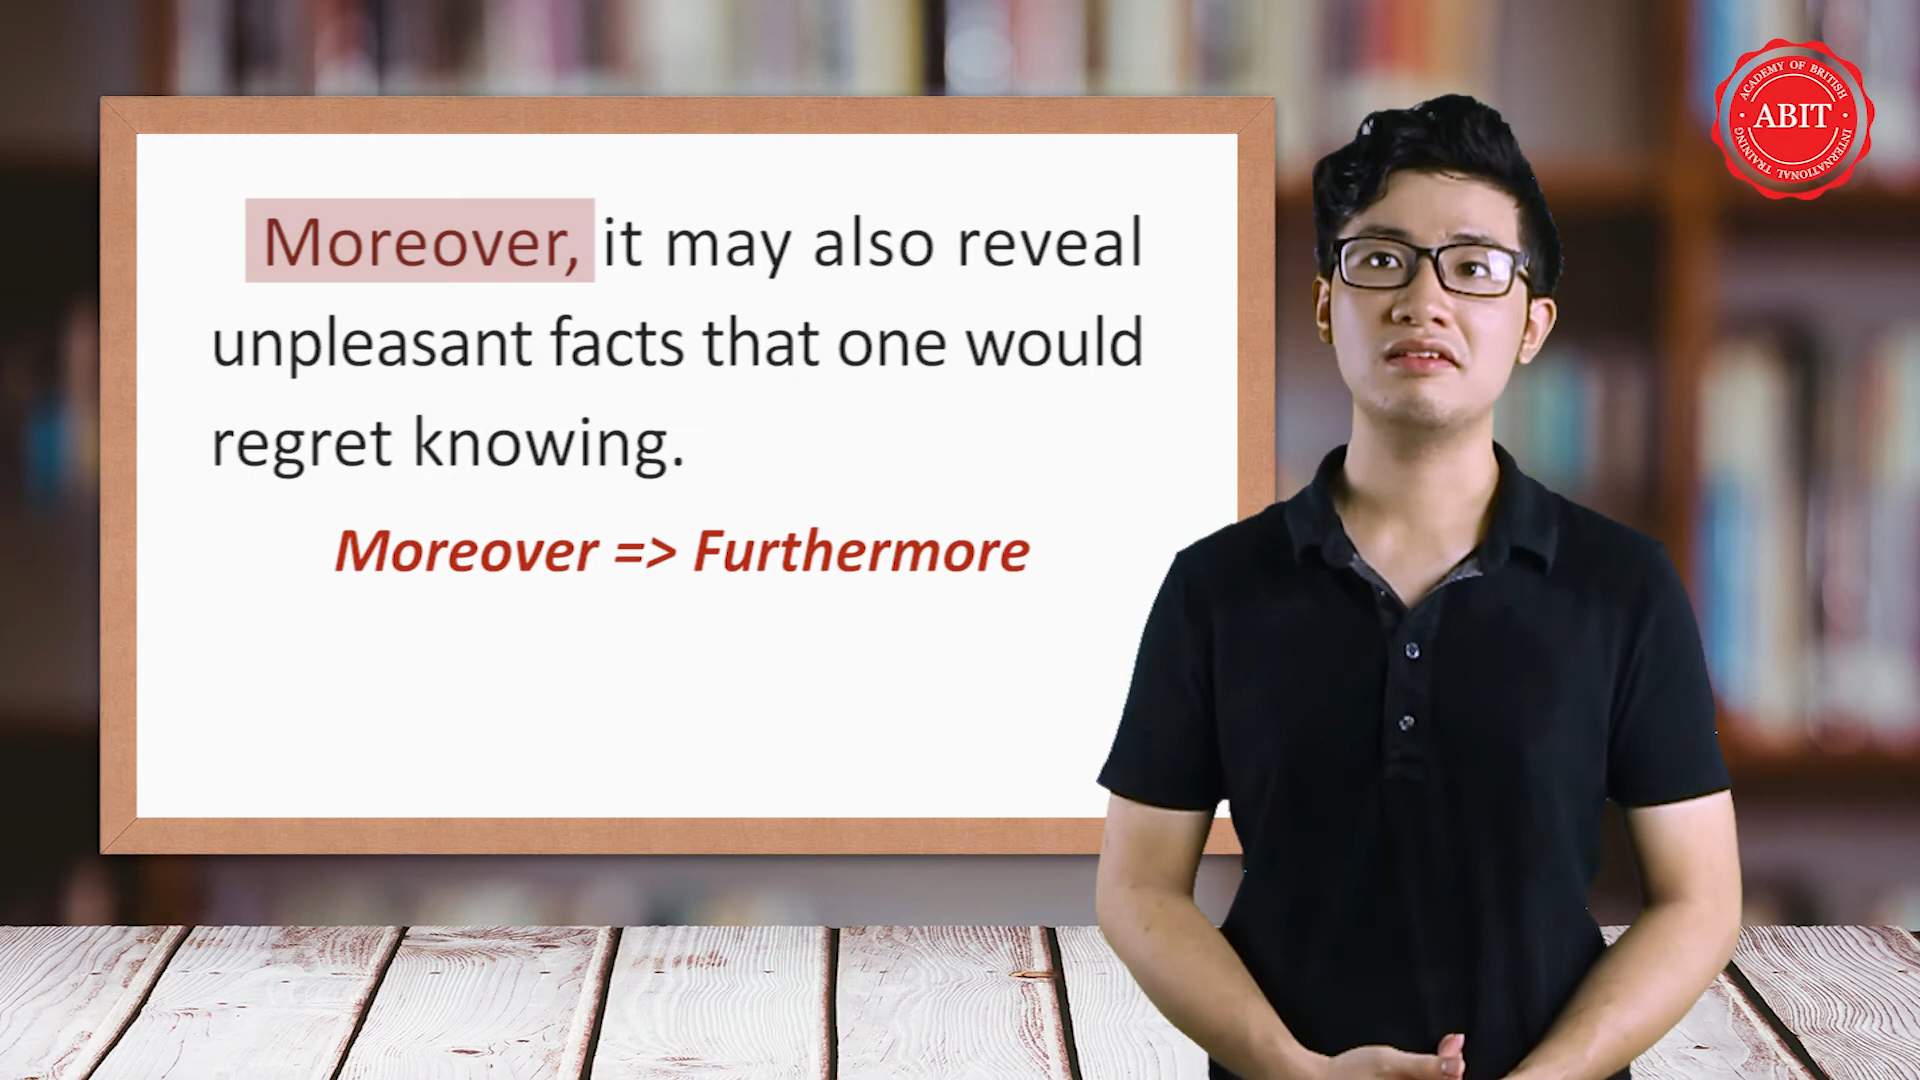 Moreover, it may also reveal
unpleasant facts that one would
regret knowing.
Moreover => Furthermore
ACADEMY OF BRITISH
ABIT
INTERNATIONAL TRAINING